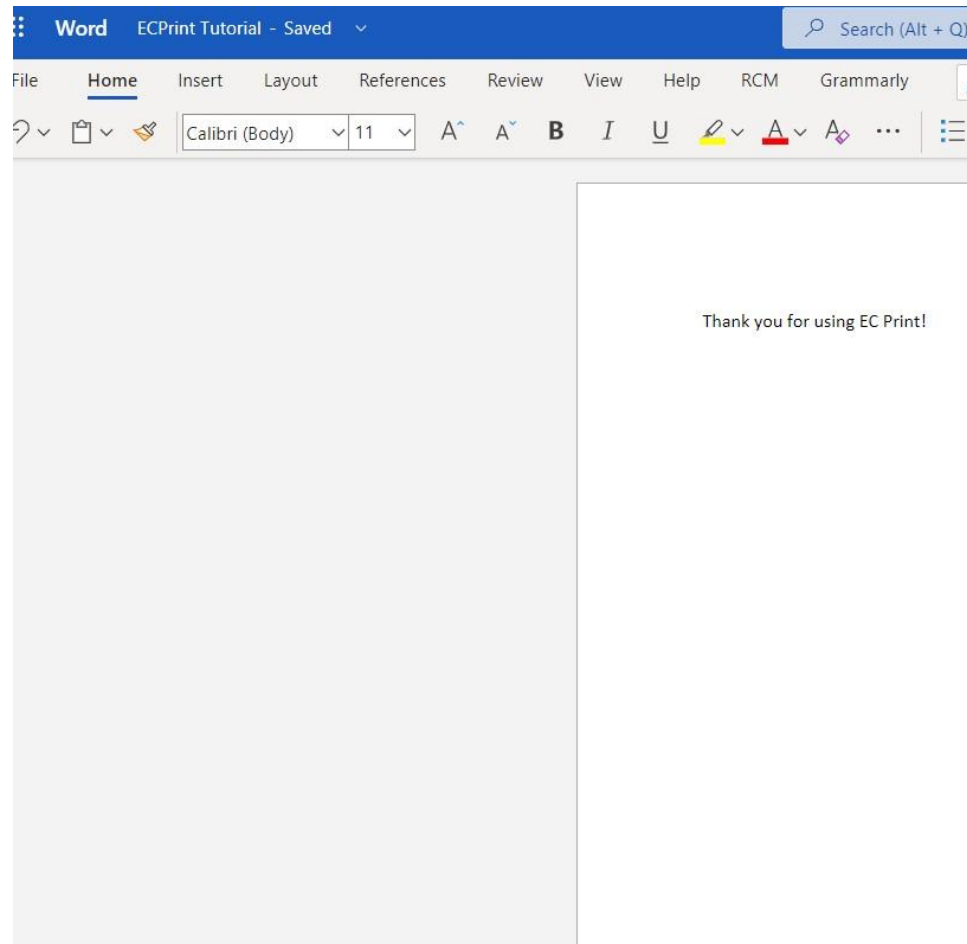 Word ECPrint Tutorial - Saved Search (Alt + Q)
File Home Insert Layout References Review View Help RCM Grammarly
Calibri (Body) 11 A A B I U A A ...
Thank you for using EC Print!